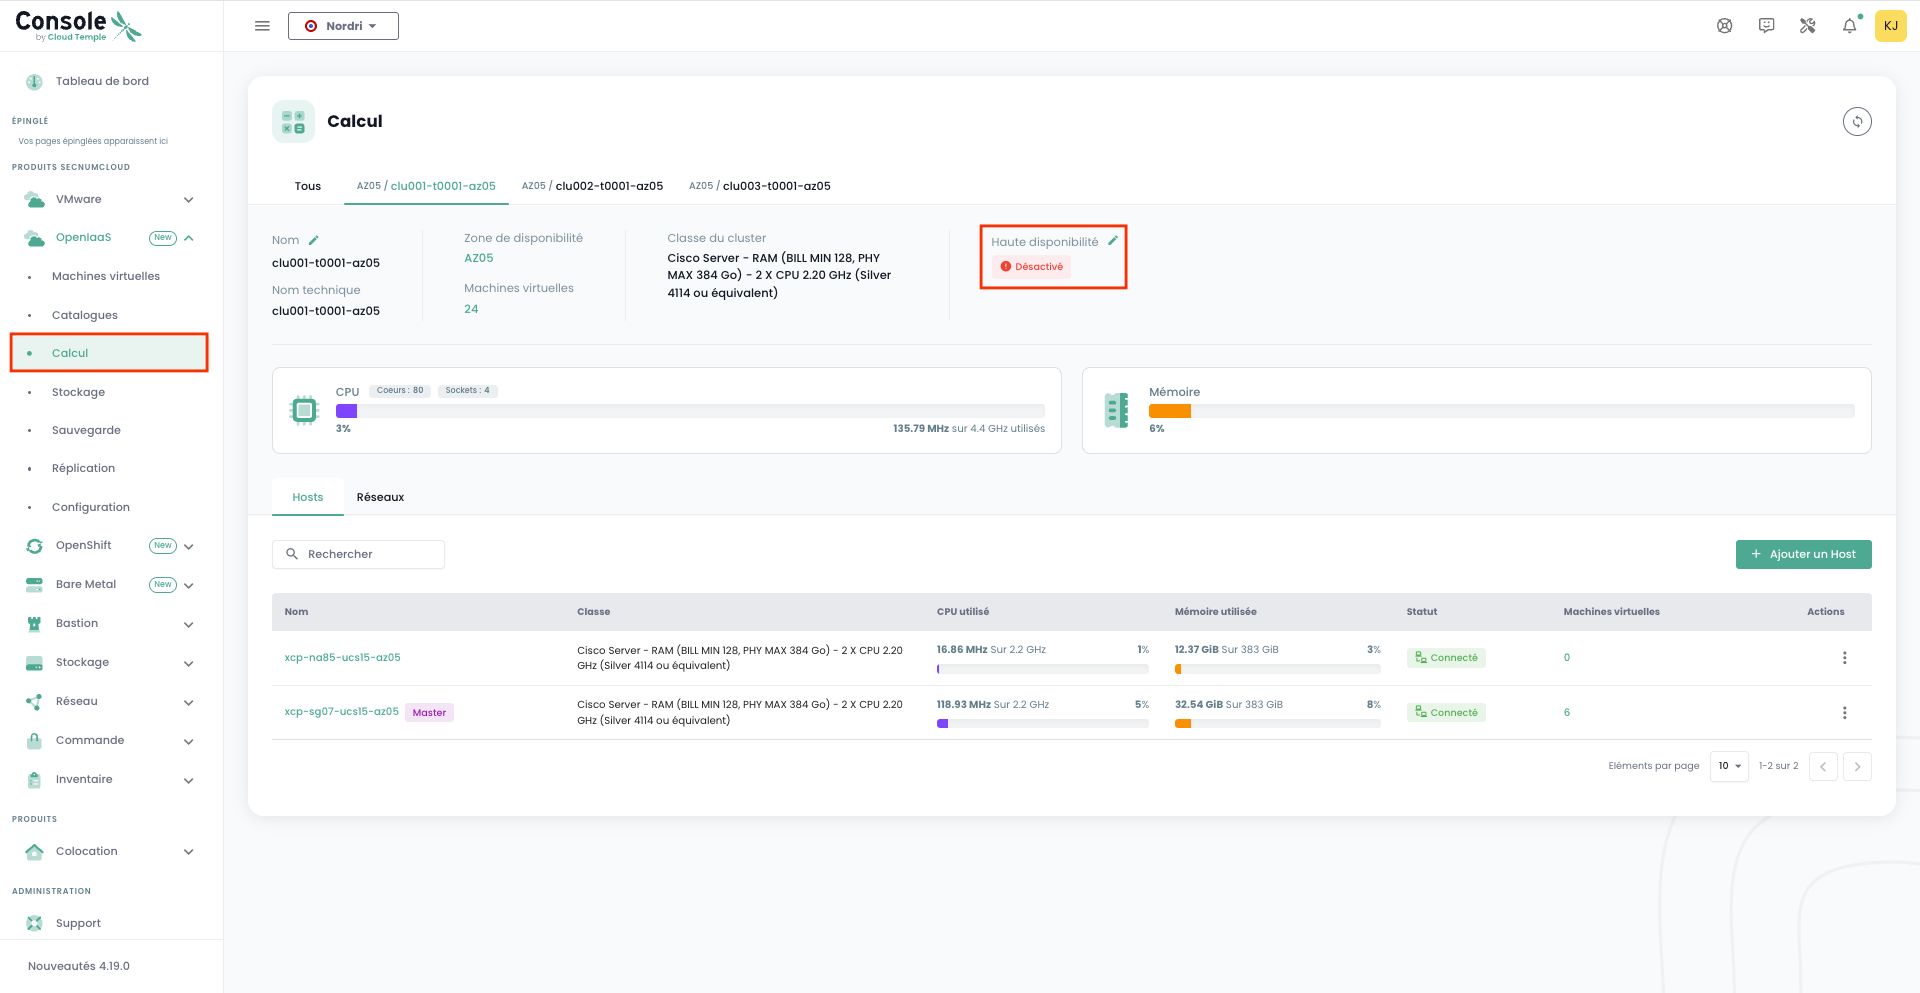 Console
by Cloud Temple
Nordri
KJ
Tableau de bord
ÉPINGLÉ
Vos pages épinglées apparaissent ici
PRODUITS SECNUMCLOUD
VMware
OpenIaaS
New
Machines virtuelles
Catalogues
Calcul
Stockage
Sauvegarde
Réplication
Configuration
OpenShift
New
Bare Metal
New
Bastion
Stockage
Réseau
Commande
Inventaire
PRODUITS
Colocation
ADMINISTRATION
Support
Nouveautés 4.19.0
Calcul
Tous
AZ05 / clu001-t0001-az05
AZ05 / clu002-t0001-az05
AZ05 / clu003-t0001-az05
Nom
clu001-t0001-az05
Nom technique
clu001-t0001-az05
Zone de disponibilité
AZ05
Machines virtuelles
24
Classe du cluster
Cisco Server - RAM (BILL MIN 128, PHY
MAX 384 Go) - 2 X CPU 2.20 GHz (Silver
4114 ou équivalent)
Haute disponibilité
Désactivé
CPU
Coeurs : 80
Sockets : 4
3%
135.79 MHz sur 4.4 GHz utilisés
Mémoire
6%
Hosts
Réseaux
Rechercher
+ Ajouter un Host
Nom
Classe
CPU utilisé
Mémoire utilisée
Statut
Machines virtuelles
Actions
xcp-na85-ucs15-az05
Cisco Server - RAM (BILL MIN 128, PHY MAX 384 Go) - 2 X CPU 2.20
GHz (Silver 4114 ou équivalent)
16.86 MHz Sur 2.2 GHz
1%
12.37 GiB Sur 383 GiB
3%
Connecté
0
xcp-sg07-ucs15-az05
Master
Cisco Server - RAM (BILL MIN 128, PHY MAX 384 Go) - 2 X CPU 2.20
GHz (Silver 4114 ou équivalent)
118.93 MHz Sur 2.2 GHz
5%
32.54 GiB Sur 383 GiB
8%
Connecté
6
Eléments par page
10
1-2 sur 2